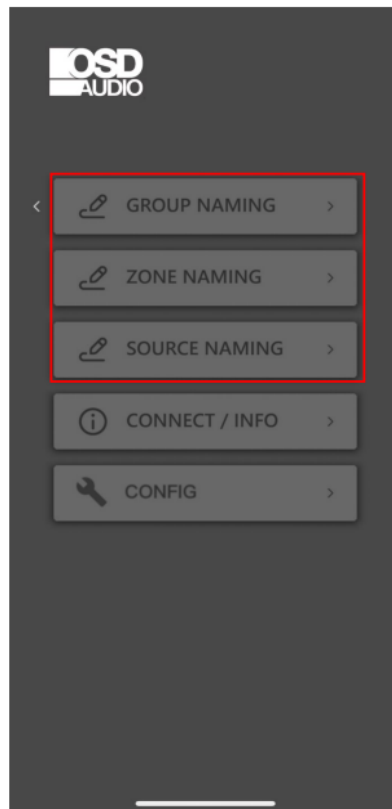 OSD
AUDIO
GROUP NAMING
ZONE NAMING
SOURCE NAMING
CONNECT / INFO
CONFIG